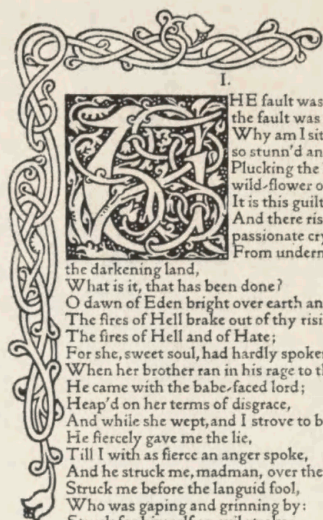 I.
THE fault was
the fault was
Why am I sit
so stunn'd an
Plucking the
wild-flower o
It is this guilt
And there ris
passionate cry
From undern
the darkening land,
What is it, that has been done?
O dawn of Eden bright over earth an
The fires of Hell brake out of thy risi
The fires of Hell and of Hate;
For she, sweet soul, had hardly spoke
When her brother ran in his rage to t
He came with the babe-faced lord;
Heap'd on her terms of disgrace,
And while she wept, and I strove to b
He fiercely gave me the lie,
Till I with as fierce an anger spoke,
And he struck me, madman, over the
Struck me before the languid fool,
Who was gaping and grinning by: